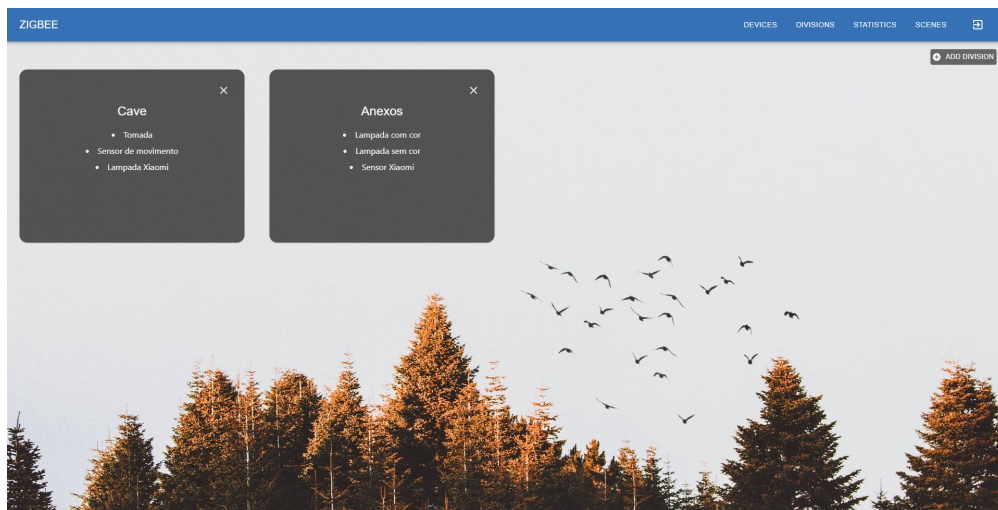 ZIGBEE
DEVICES DIVISIONS STATISTICS SCENES
ADD DIVISION
Cave
Tomada
Sensor de movimento
Lampada Xiaomi
Anexos
Lampada com cor
Lampada sem cor
Sensor Xiaomi